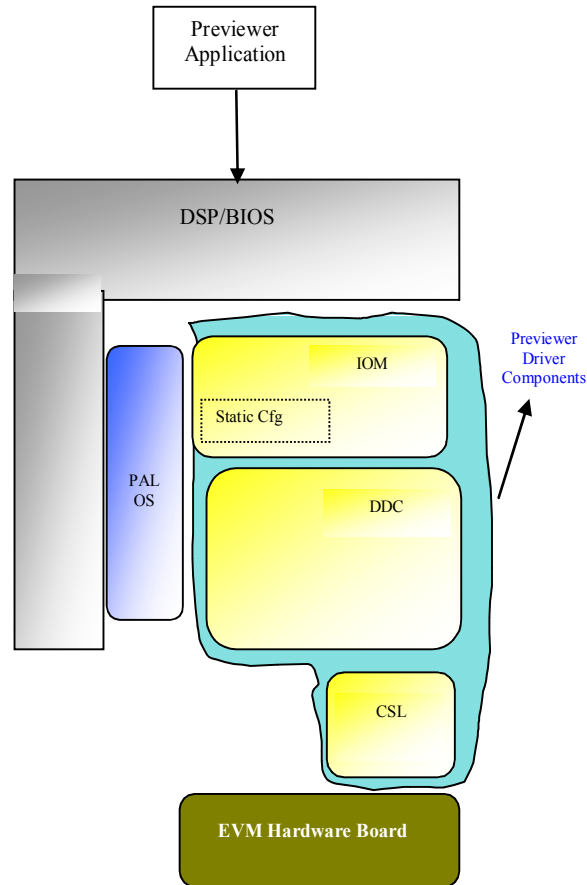 Previewer
Application
DSP/BIOS
IOM
Previewer
Driver
Components
Static Cfg
PAL
OS
DDC
CSL
EVM Hardware Board